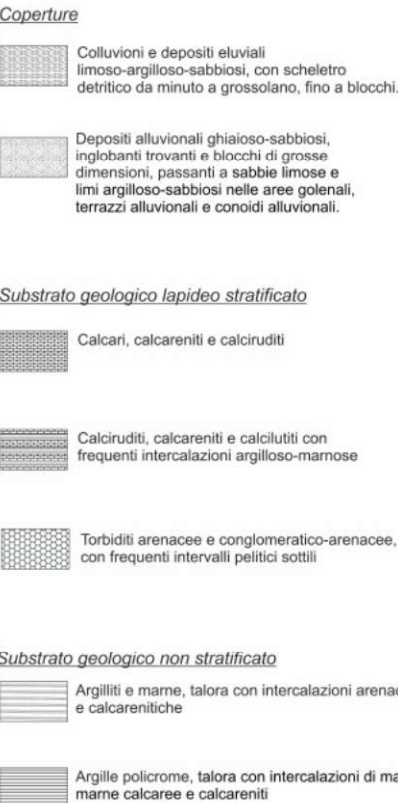 Coperture
Colluvioni e depositi eluviali
limoso-argilloso-sabbiosi, con scheletro
detritico da minuto a grossolano, fino a blocchi.
Depositi alluvionali ghiaioso-sabbiosi,
inglobanti trovanti e blocchi di grosse
dimensioni, passanti a sabbie limose e
limi argilloso-sabbiosi nelle aree golenali,
terrazzi alluvionali e conoidi alluvionali.
Substrato geologico lapideo stratificato
Calcari, calcareniti e calciruditi
Calciruditi, calcareniti e calcilutiti con
frequenti intercalazioni argilloso-marnose
Torbiditi arenacee e conglomeratico-arenacee,
con frequenti intervalli pelitici sottili
Substrato geologico non stratificato
Argilliti e marne, talora con intercalazioni
e calcarenitiche
Argille policrome, talora con intercalazioni di
marne calcaree e calcareniti